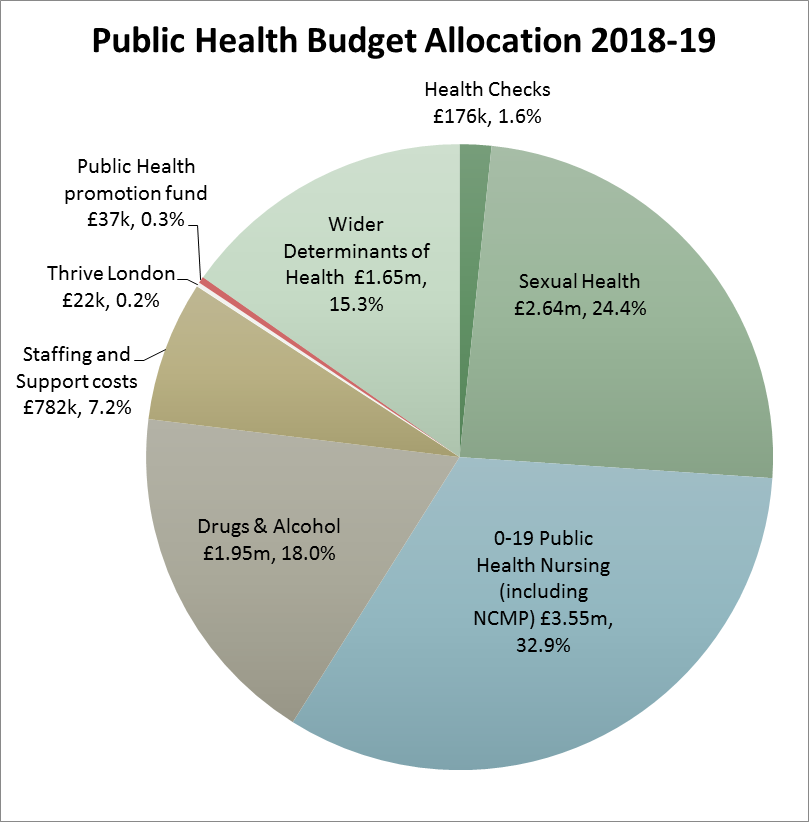 Public Health Budget Allocation 2018-19
Health Checks
£176k, 1.6%
Sexual Health
£2.64m, 24.4%
0-19 Public
Health Nursing
(including
NCMP) £3.55m,
32.9%
Drugs & Alcohol
£1.95m, 18.0%
Staffing and
Support costs
£782k, 7.2%
Thrive London
£22k, 0.2%
Public Health
promotion fund
£37k, 0.3%
Wider
Determinants of
Health £1.65m,
15.3%